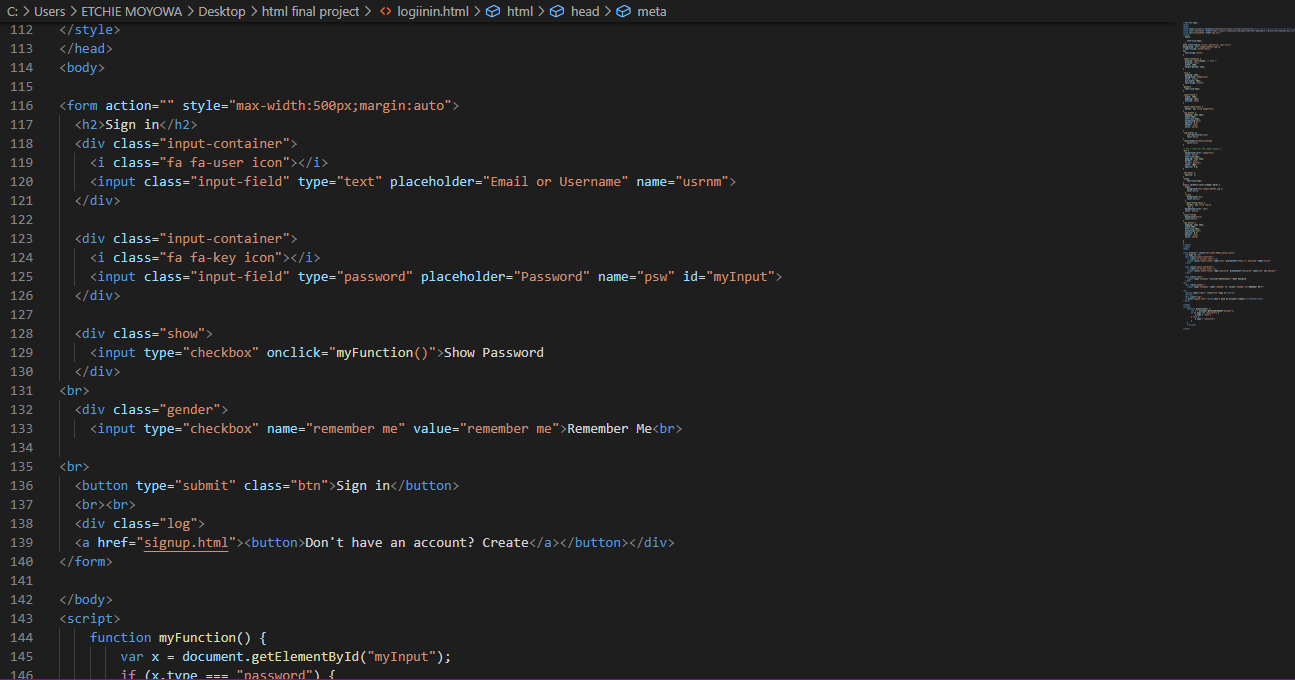 C: > Users > ETCHIE MOYOWA > Desktop > html final project > <> logiinin.html > html > head > meta
112 </style>
113 </head>
114 <body>
115
116 <form action="" style="max-width:500px;margin:auto">
117 <h2>Sign in</h2>
118 <div class="input-container">
119 <i class="fa fa-user icon"></i>
120 <input class="input-field" type="text" placeholder="Email or Username" name="usrnm">
121 </div>
122
123 <div class="input-container">
124 <i class="fa fa-key icon"></i>
125 <input class="input-field" type="password" placeholder="Password" name="psw" id="myInput">
126 </div>
127
128 <div class="show">
129 <input type="checkbox" onclick="myFunction()">Show Password
130 </div>
131 <br>
132 <div class="gender">
133 <input type="checkbox" name="remember me" value="remember me">Remember Me<br>
134
135 <br>
136 <button type="submit" class="btn">Sign in</button>
137 <br><br>
138 <div class="log">
139 <a href="signup.html"><button>Don't have an account? Create</a></button></div>
140 </form>
141
142 </body>
143 <script>
144 function myFunction() {
145 var x = document.getElementById("myInput");
146 if (x.type === "password") {